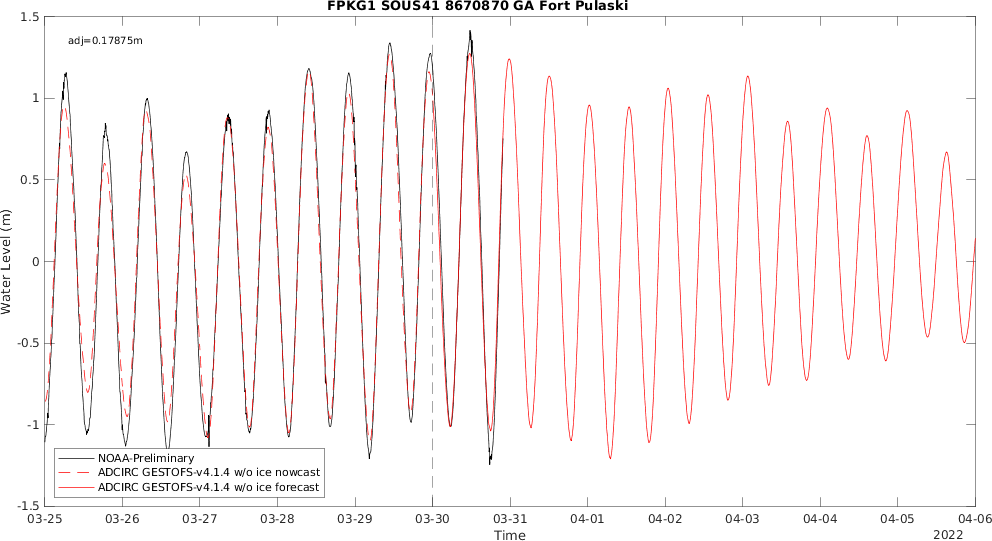 FPKG1 SOUS41 8670870 GA Fort Pulaski
adj=0.17875m
1.5
1
0.5
0
-0.5
-1
-1.5
Water Level (m)
NOAA-Preliminary
ADCIRC GESTOFS-v4.1.4 w/o ice nowcast
ADCIRC GESTOFS-v4.1.4 w/o ice forecast
03-25 03-26 03-27 03-28 03-29 03-30 03-31 04-01 04-02 04-03 04-04 04-05 04-06
Time
2022